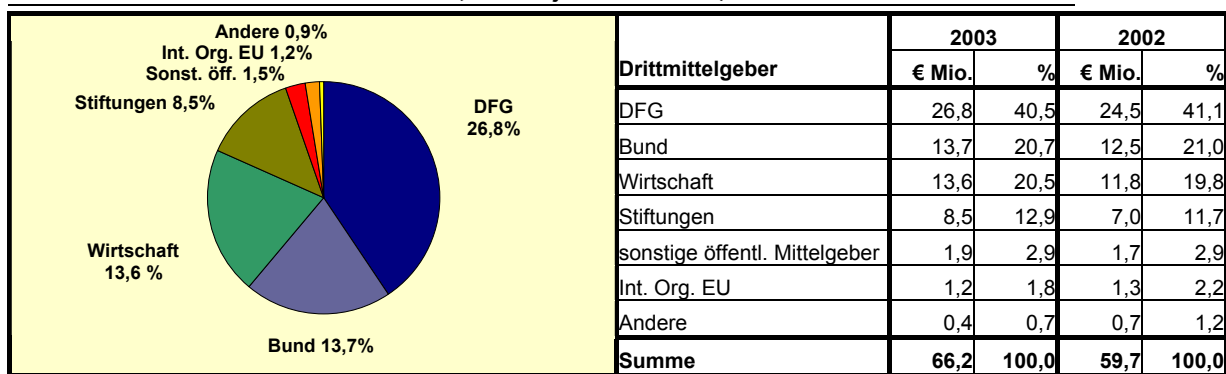 Andere 0,9%
Int. Org. EU 1,2%
Sonst. öff. 1,5%
Stiftungen 8,5%
DFG
26,8%
Wirtschaft
13,6 %
Bund 13,7%
2003 2002
Drittmittelgeber € Mio. % € Mio. %
DFG 26,8 40,5 24,5 41,1
Bund 13,7 20,7 12,5 21,0
Wirtschaft 13,6 20,5 11,8 19,8
Stiftungen 8,5 12,9 7,0 11,7
sonstige öffentl. Mittelgeber 1,9 2,9 1,7 2,9
Int. Org. EU 1,2 1,8 1,3 2,2
Andere 0,4 0,7 0,7 1,2
Summe 66,2 100,0 59,7 100,0